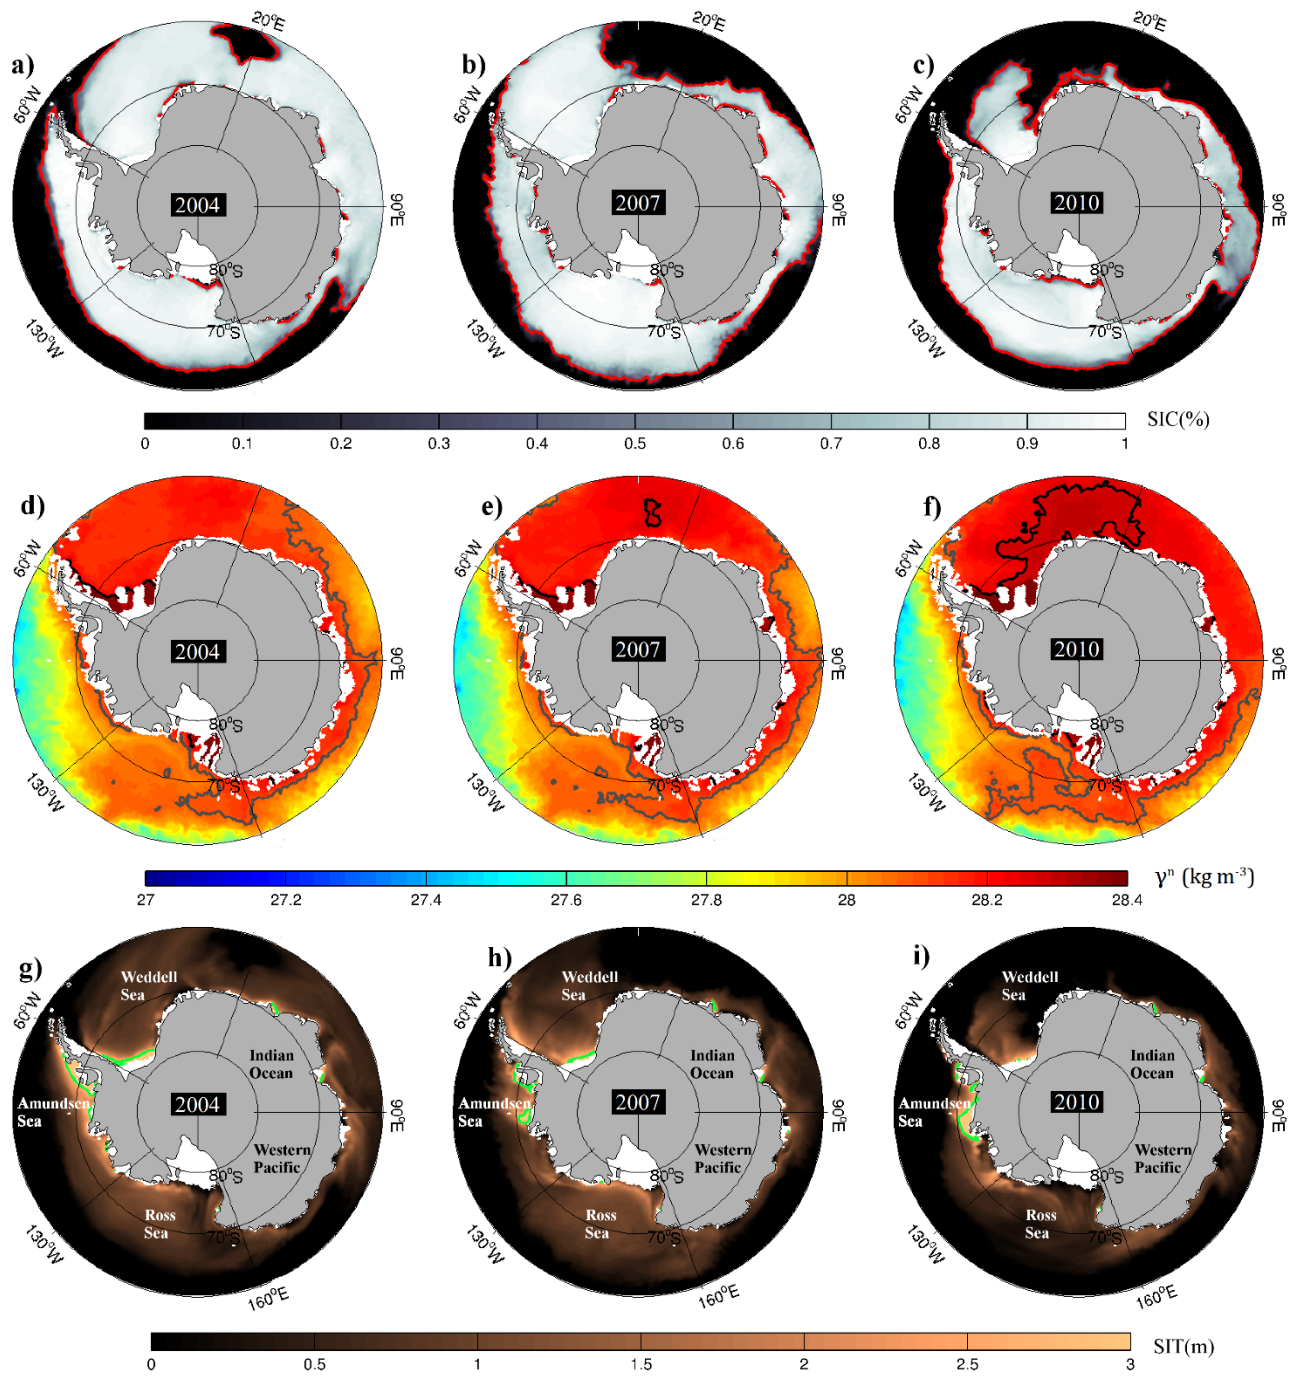 a)
20°E
60°W
2004
90°E
80°S
70°S
130°W
b)
20°E
60°W
2007
90°E
80°S
70°S
130°W
c)
20°E
60°W
2010
90°E
80°S
70°S
130°W
0 0.1 0.2 0.3 0.4 0.5 0.6 0.7 0.8 0.9 1
SIC(%)
d)
60°W
2004
90°E
80°S
70°S
130°W
e)
60°W
2007
90°E
80°S
70°S
130°W
f)
60°W
2010
90°E
80°S
70°S
130°W
27 27.2 27.4 27.6 27.8 28 28.2 28.4
γⁿ (kg m⁻³)
g)
Weddell
Sea
60°W
Indian
Ocean
2004
Amundsen
Sea
90°E
Western
Pacific
80°S
Ross
Sea
70°S
130°W
160°E
h)
Weddell
Sea
60°W
Indian
Ocean
2007
Amundsen
Sea
90°E
Western
Pacific
80°S
Ross
Sea
70°S
130°W
160°E
i)
Weddell
Sea
60°W
Indian
Ocean
2010
Amundsen
Sea
90°E
Western
Pacific
80°S
Ross
Sea
70°S
130°W
160°E
0 0.5 1 1.5 2 2.5 3
SIT(m)